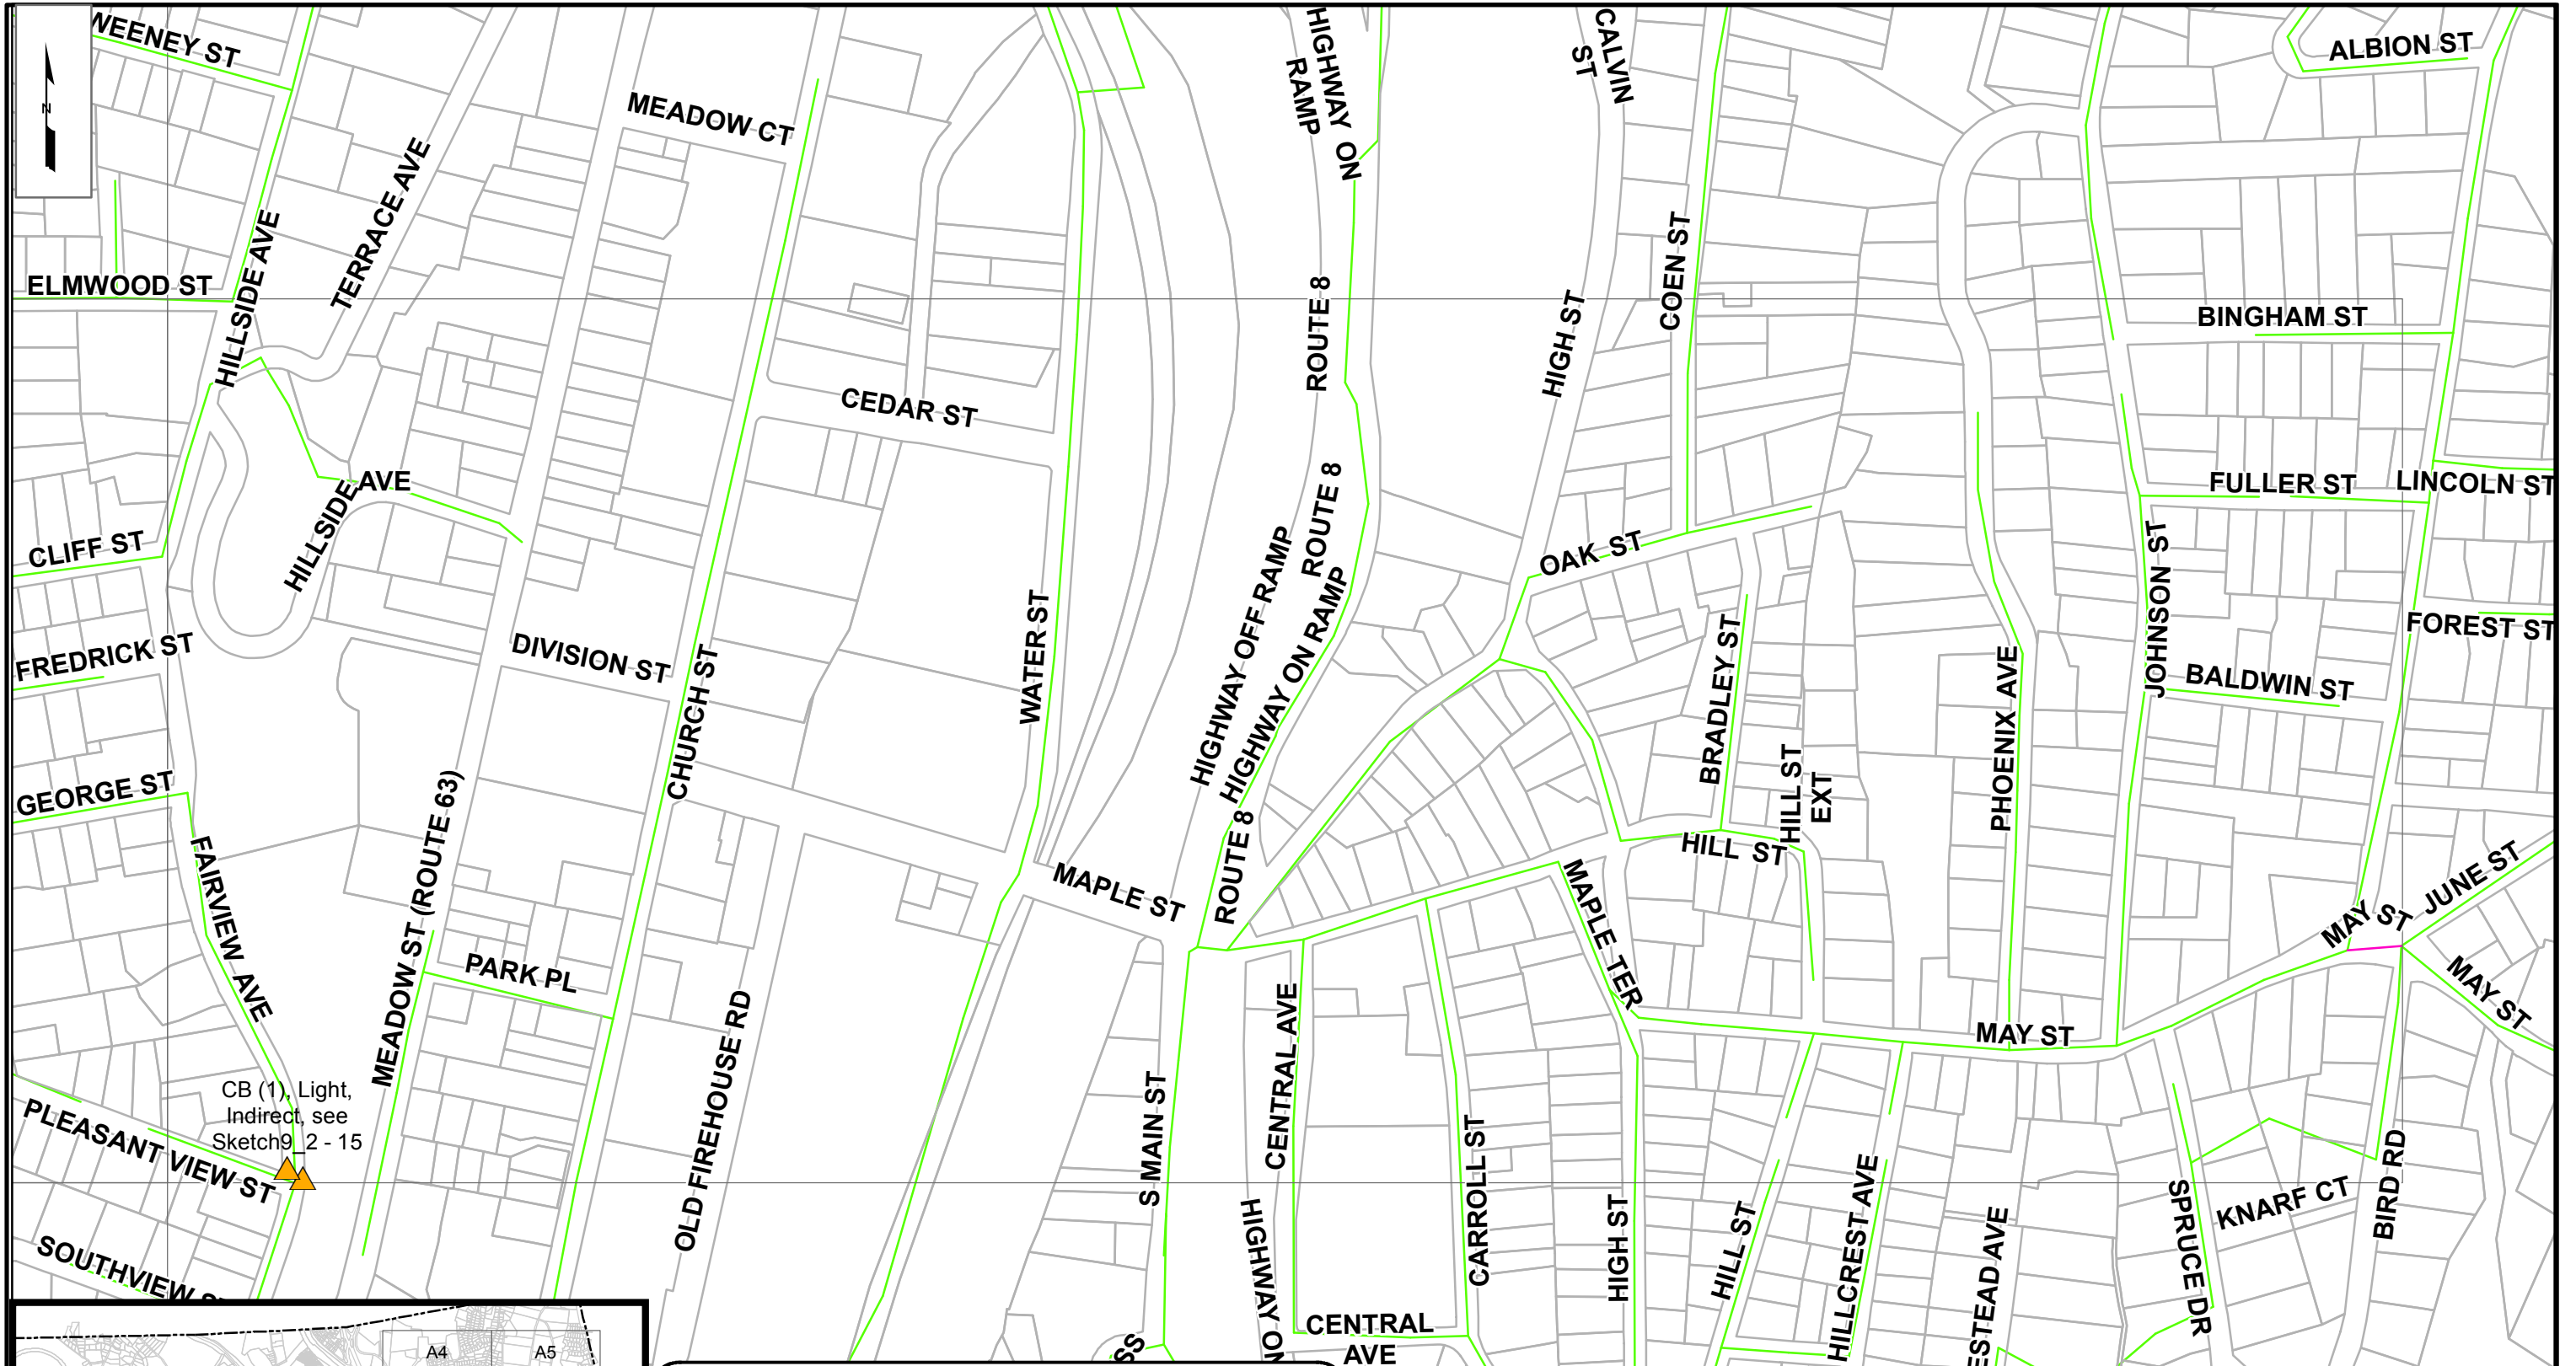 WEENEY ST
N
MEADOW CT
HIGHWAY ON
RAMP
CALVIN
ST
ALBION ST
TERRACE AVE
HILLSIDE AVE
ELMWOOD ST
ROUTE 8
HIGH ST
COEN ST
BINGHAM ST
CEDAR ST
HILLSIDE AVE
ROUTE 8
FULLER ST
LINCOLN ST
CLIFF ST
OAK ST
HIGHWAY OFF RAMP
HIGHWAY ON RAMP
WATER ST
JOHNSON ST
FOREST ST
FREDRICK ST
DIVISION ST
CHURCH ST
BRADLEY ST
PHOENIX AVE
BALDWIN ST
GEORGE ST
HILL ST
EXT
HILL ST
ROUTE 8
FAIRVIEW AVE
MEADOW ST (ROUTE 63)
MAPLE ST
MAPLE TER
MAY ST
JUNE ST
PARK PL
MAY ST
MAY ST
OLD FIREHOUSE RD
CENTRAL AVE
S MAIN ST
CARROLL ST
CB (1), Light,
Indirect, see
Sketch9_2 - 15
PLEASANT VIEW ST
HIGH ST
HILL ST
HILLCREST AVE
ESTEAD AVE
SPRUCE DR
KNARF CT
BIRD RD
SOUTHVIEW S
HIGHWAY ON
CENTRAL
AVE
SS
A4
A5